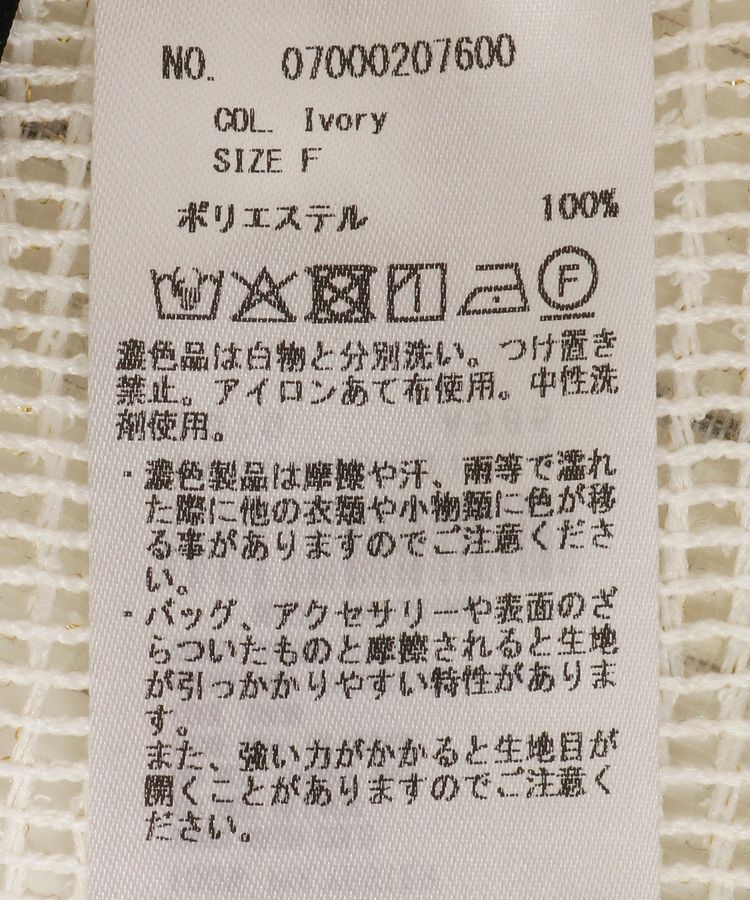 NO. 07000207600
COL. Ivory
SIZE F
ポリエステル 100%
F
濃色品は白物と分別洗い。つけ置き
禁止。アイロンあて布使用。中性洗
剤使用。
・濃色製品は摩擦や汗、雨等で濡れ
た際に他の衣類や小物類に色が移
る事がありますのでご注意くださ
い。
・バッグ、アクセサリーや表面のざ
らついたものと摩擦されると生地
が引っかかりやすい特性がありま
す。
また、強い力がかかると生地目が
開くことがありますのでご注意く
ださい。